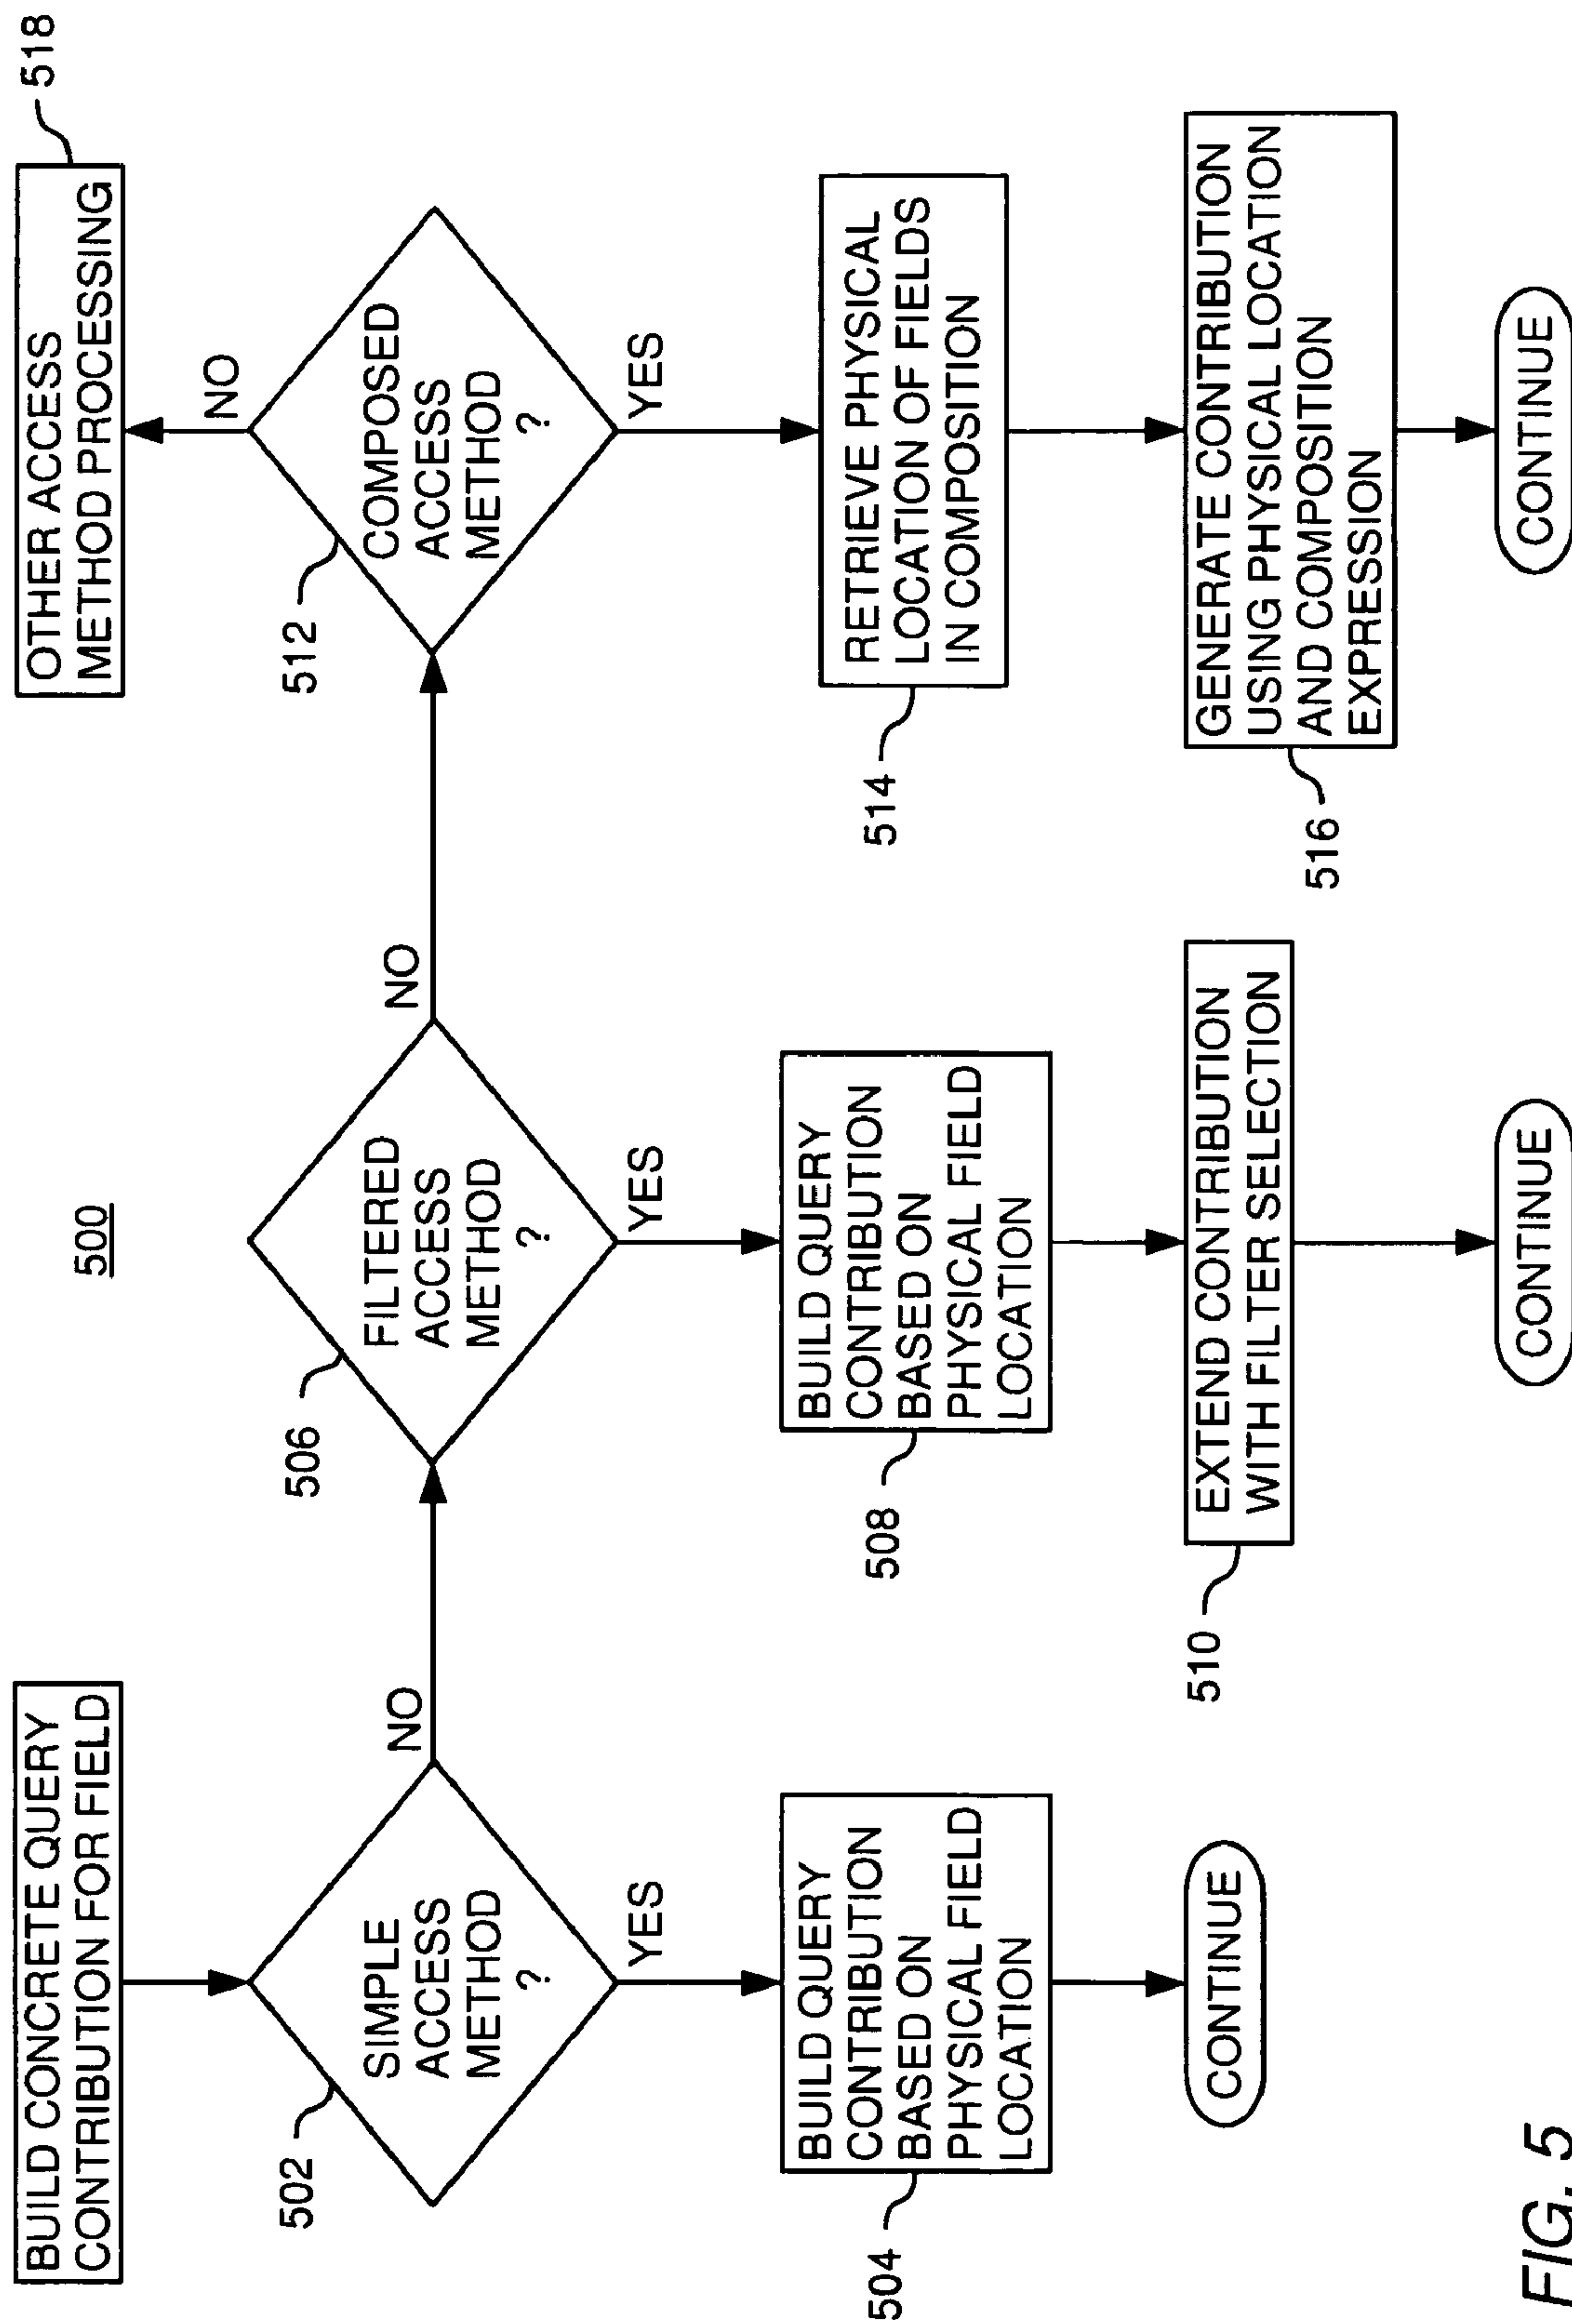 500
BUILD CONCRETE QUERY
CONTRIBUTION FOR FIELD
502
SIMPLE
ACCESS
METHOD
?
NO
YES
504
BUILD QUERY
CONTRIBUTION
BASED ON
PHYSICAL FIELD
LOCATION
CONTINUE
506
FILTERED
ACCESS
METHOD
?
NO
YES
508
BUILD QUERY
CONTRIBUTION
BASED ON
PHYSICAL FIELD
LOCATION
510
EXTEND CONTRIBUTION
WITH FILTER SELECTION
CONTINUE
512
COMPOSED
ACCESS
METHOD
?
NO
518
OTHER ACCESS
METHOD PROCESSING
YES
514
RETRIEVE PHYSICAL
LOCATION OF FIELDS
IN COMPOSITION
516
GENERATE CONTRIBUTION
USING PHYSICAL LOCATION
AND COMPOSITION
EXPRESSION
CONTINUE
FIG. 5